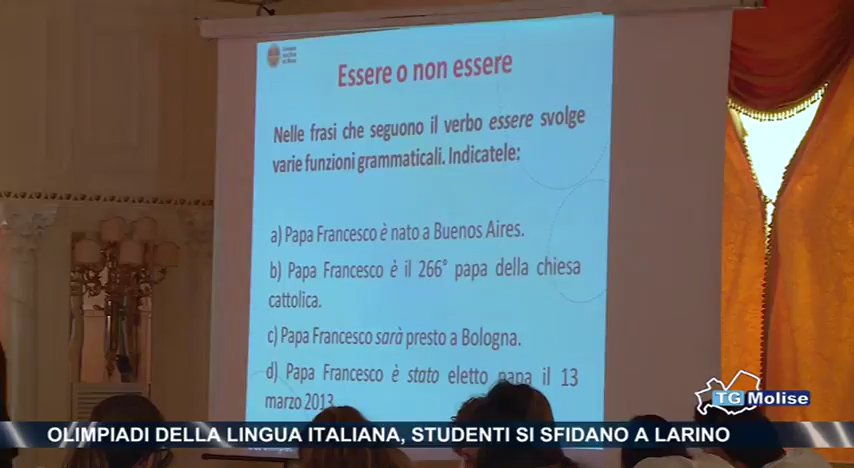 Essere o non essere
Nelle frasi che seguono il verbo essere svolge
varie funzioni grammaticali. Indicatele:
a) Papa Francesco è nato a Buenos Aires.
b) Papa Francesco è il 266° papa della chiesa
cattolica.
c) Papa Francesco sarà presto a Bologna.
d) Papa Francesco è stato eletto papa il 13
marzo 2013
TG Molise
OLIMPIADI DELLA LINGUA ITALIANA, STUDENTI SI SFIDANO A LARINO